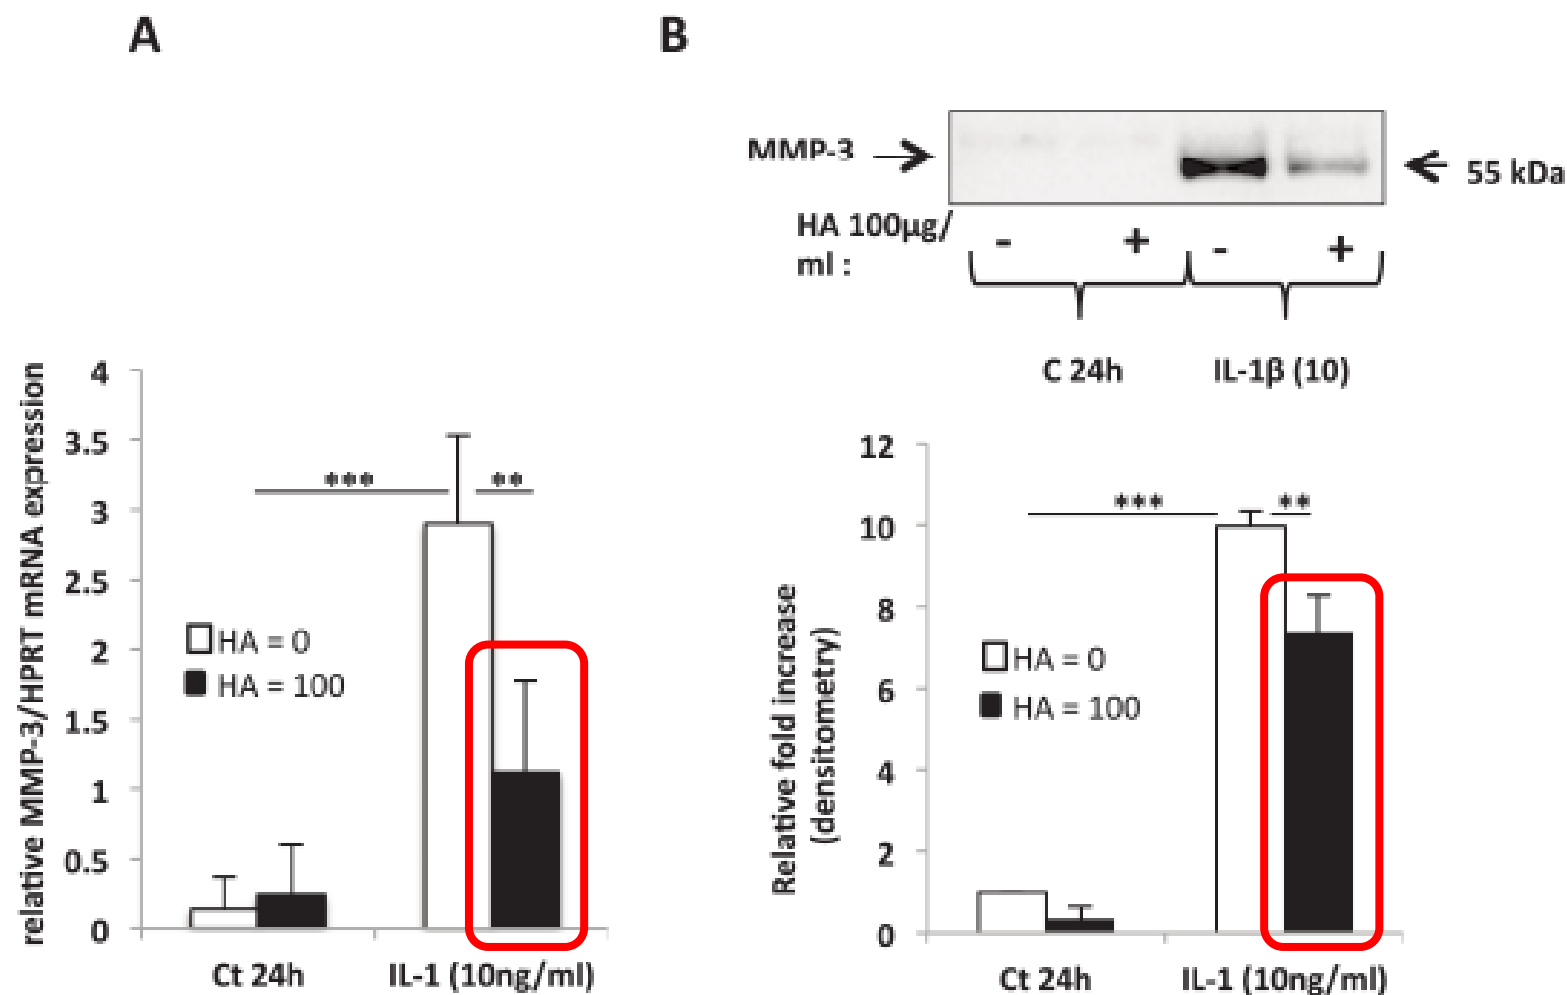 A
B
MMP-3
55 kDa
HA 100µg/
ml :
-
+
-
+
C 24h
IL-1β (10)
relative MMP-3/HPRT mRNA expression
4
3.5
3
2.5
2
1.5
1
0.5
0
***
**
HA = 0
HA = 100
Ct 24h
IL-1 (10ng/ml)
Relative fold increase
(densitometry)
12
10
8
6
4
2
0
***
**
HA = 0
HA = 100
Ct 24h
IL-1 (10ng/ml)